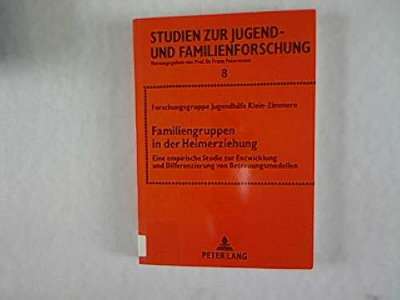 STUDIEN ZUR JUGEND-
UND FAMILIENFORSCHUNG
Herausgegeben von Prof. Dr. Franz Petermann
8
Forschungsgruppe Jugendhilfe Klein-Zimmern
Familiengruppen
in der Heimerziehung
Eine empirische Studie zur Entwicklung
und Differenzierung von Betreuungsmodellen
PETER LANG